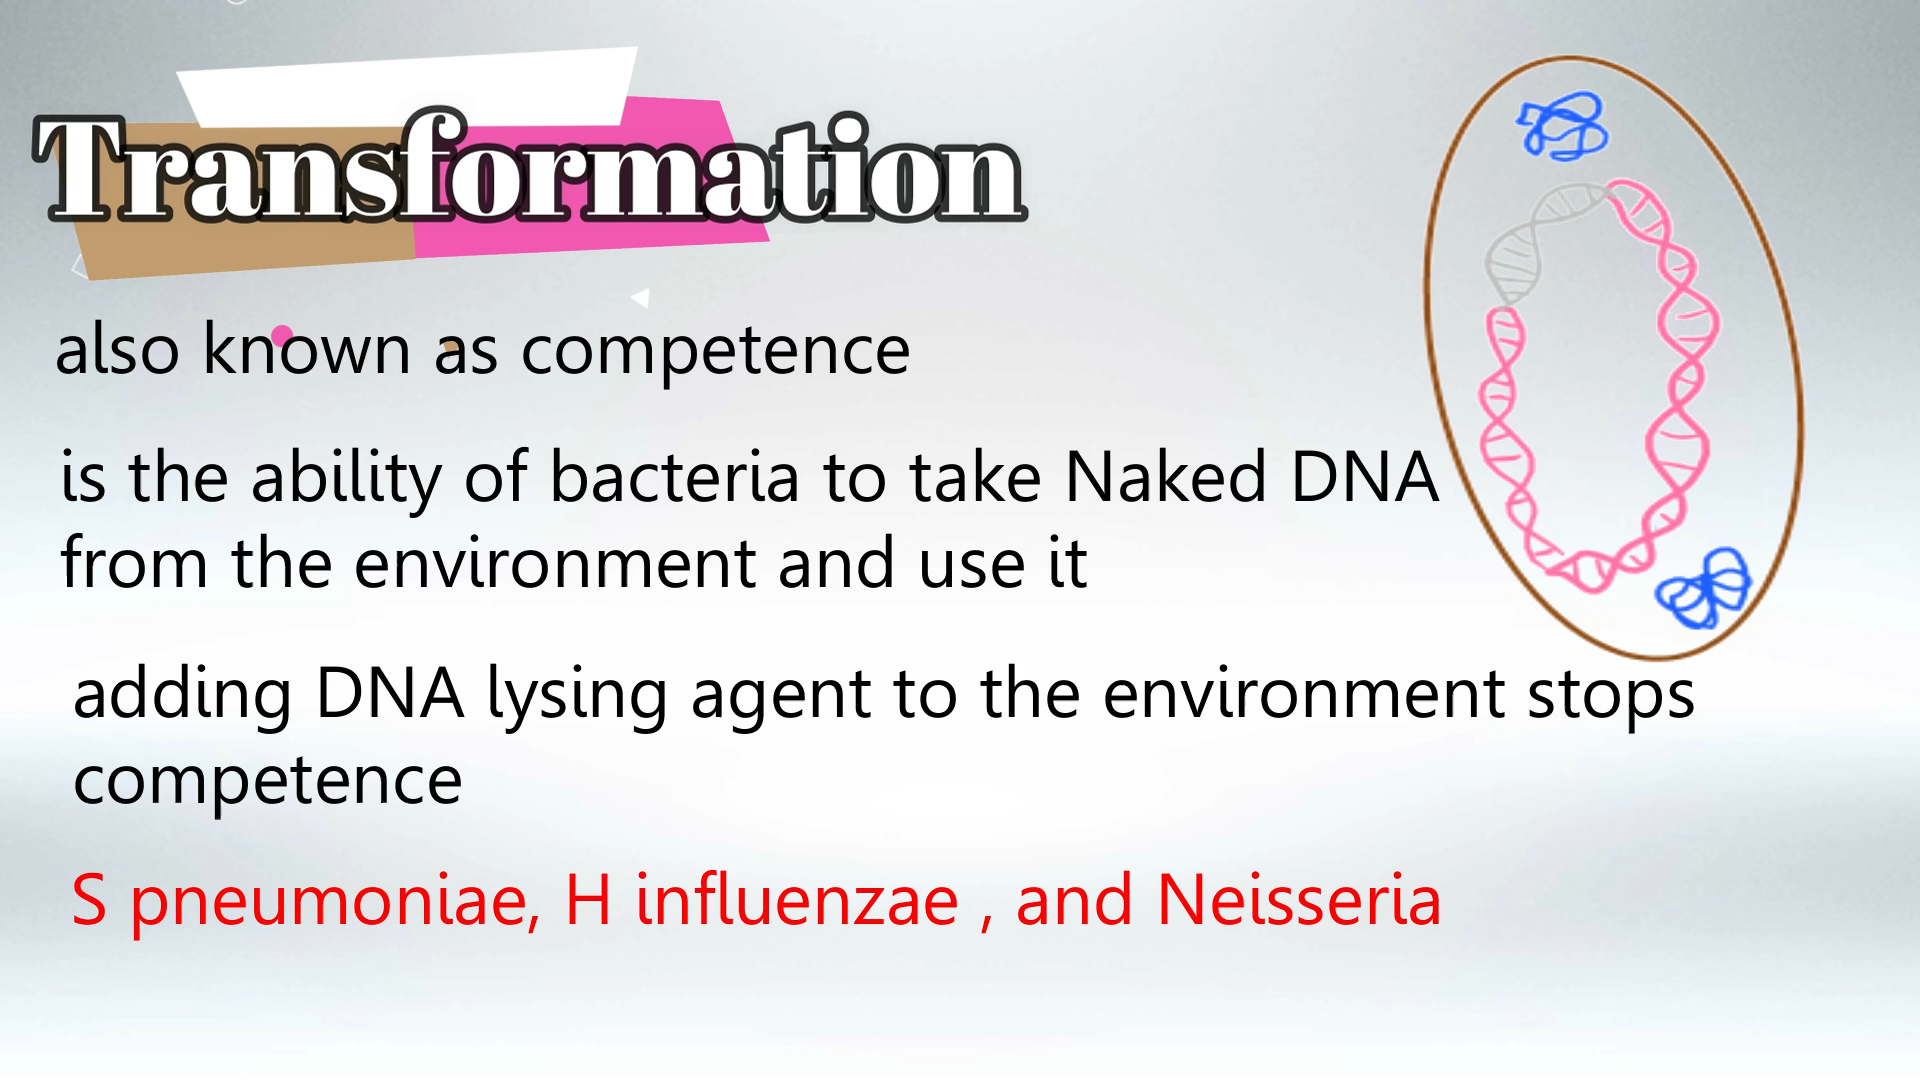 Transformation
also known as competence
is the ability of bacteria to take Naked DNA
from the environment and use it
adding DNA lysing agent to the environment stops
competence
S pneumoniae, H influenzae , and Neisseria